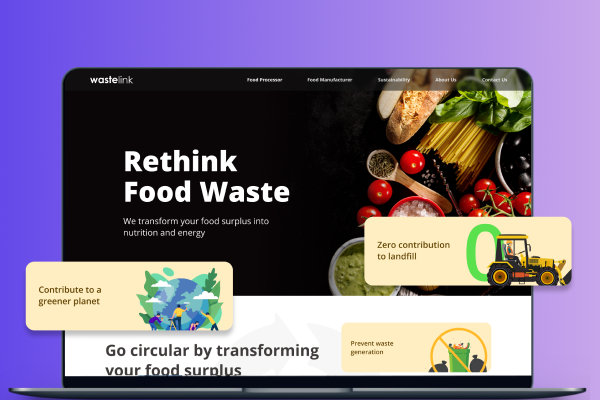 wastelink
Food Processor Food Manufacturer Sustainability About Us Contact Us
Rethink
Food Waste
We transform your food surplus into
nutrition and energy
Zero contribution
to landfill
0
Contribute to a
greener planet
Go circular by transforming
your food surplus
Prevent waste
generation